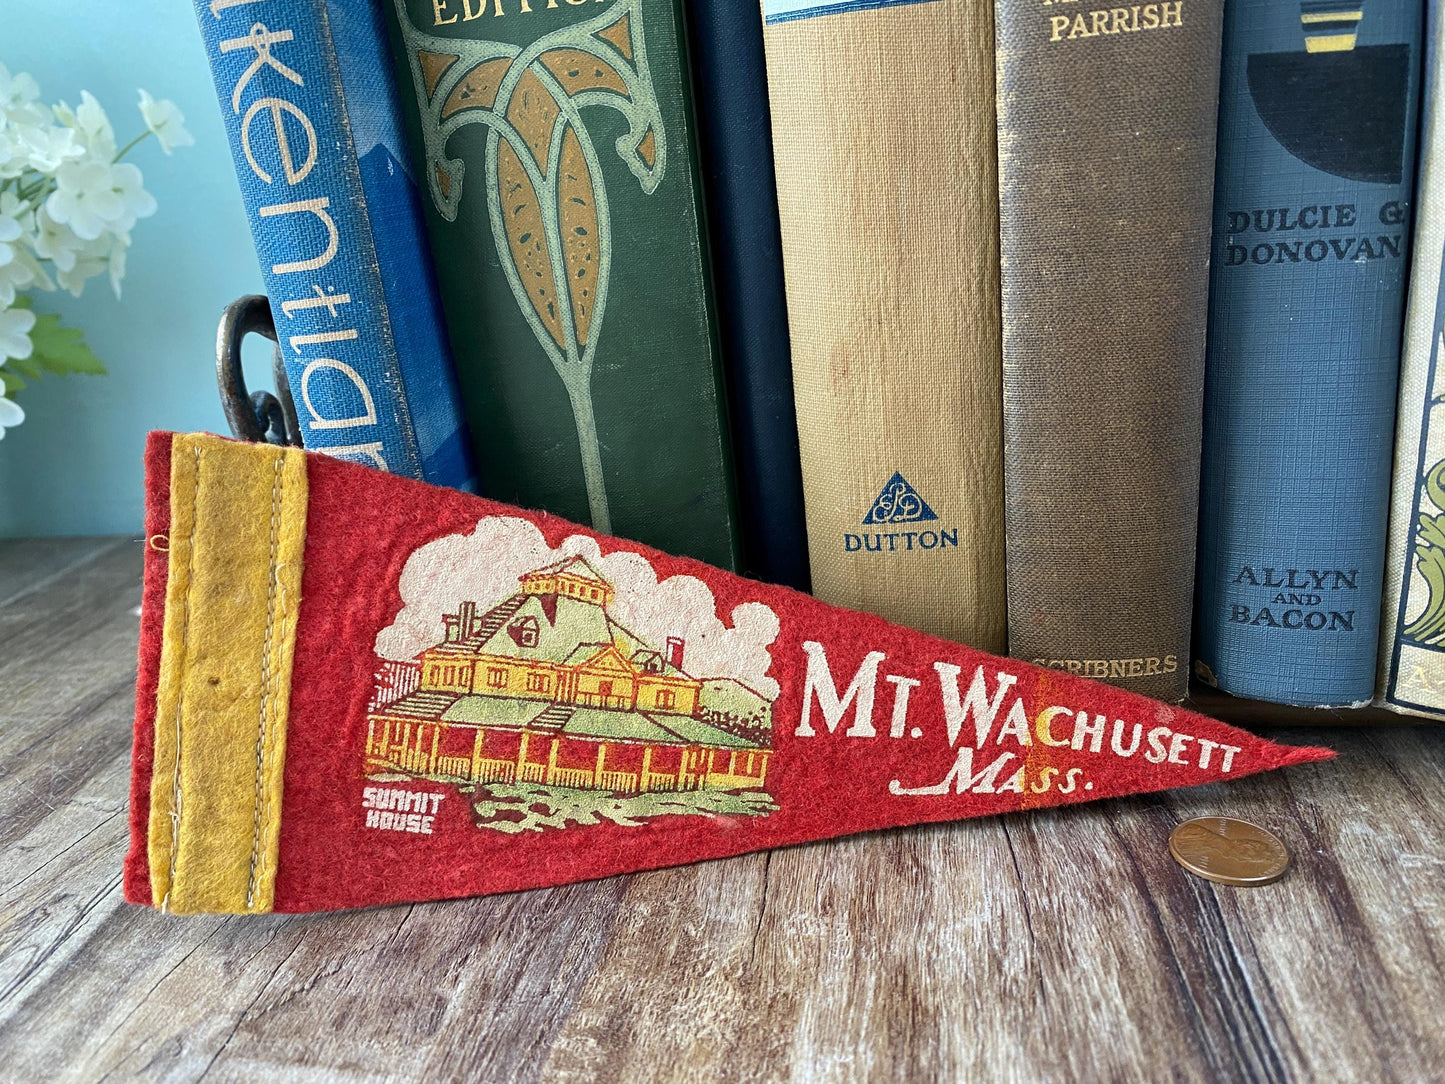 EDITION
PARRISH
DULCIE G
DONOVAN
DUTTON
ALLYN
AND
BACON
SCRIBNERS
MT. WACHUSETT
MASS.
SUMMIT
HOUSE